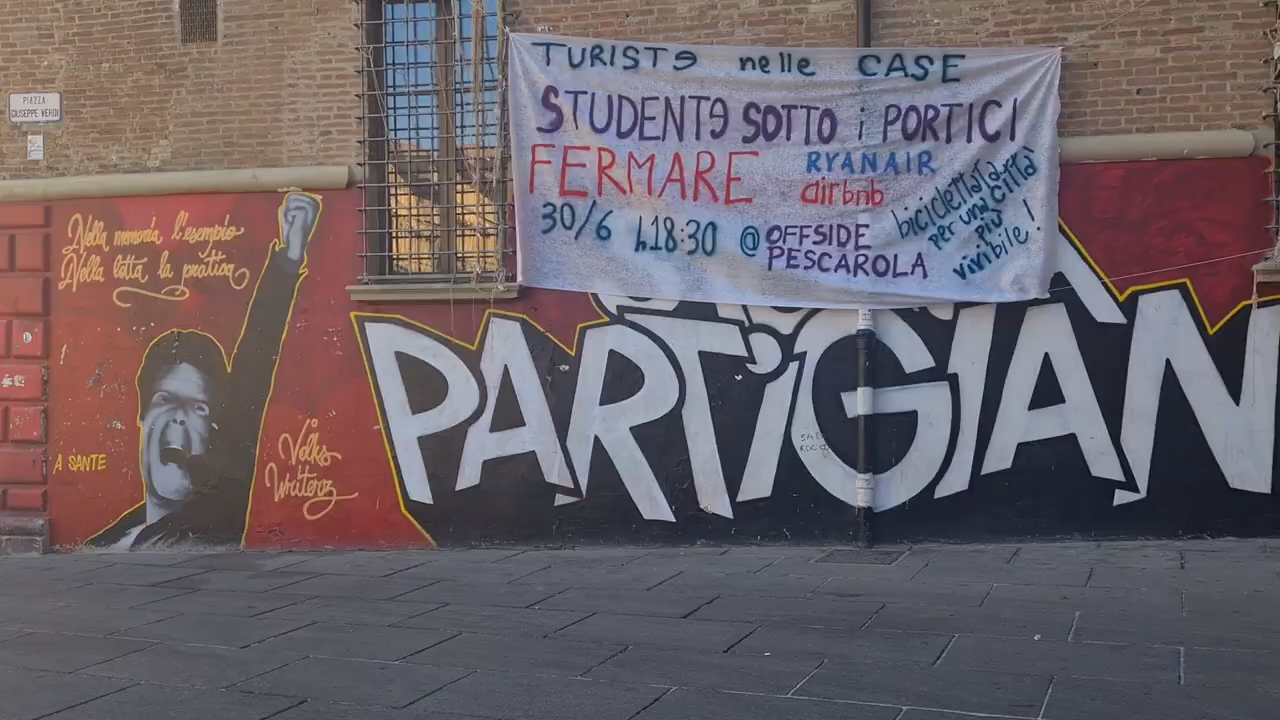 PIAZZA
GIUSEPPE VERDI
TURISTƏ nelle CASE
STUDENTƏ SOTTO i PORTICI
FERMARE RYANAIR
airbnb
30/6 h18:30 @ OFFSIDE
PESCAROLA
biciclettata
per una città
più
vivibile!
Nella memoria l'esempio
Nella lotta la pratica
A SANTE
Volks
Writerz
PARTiGIAN